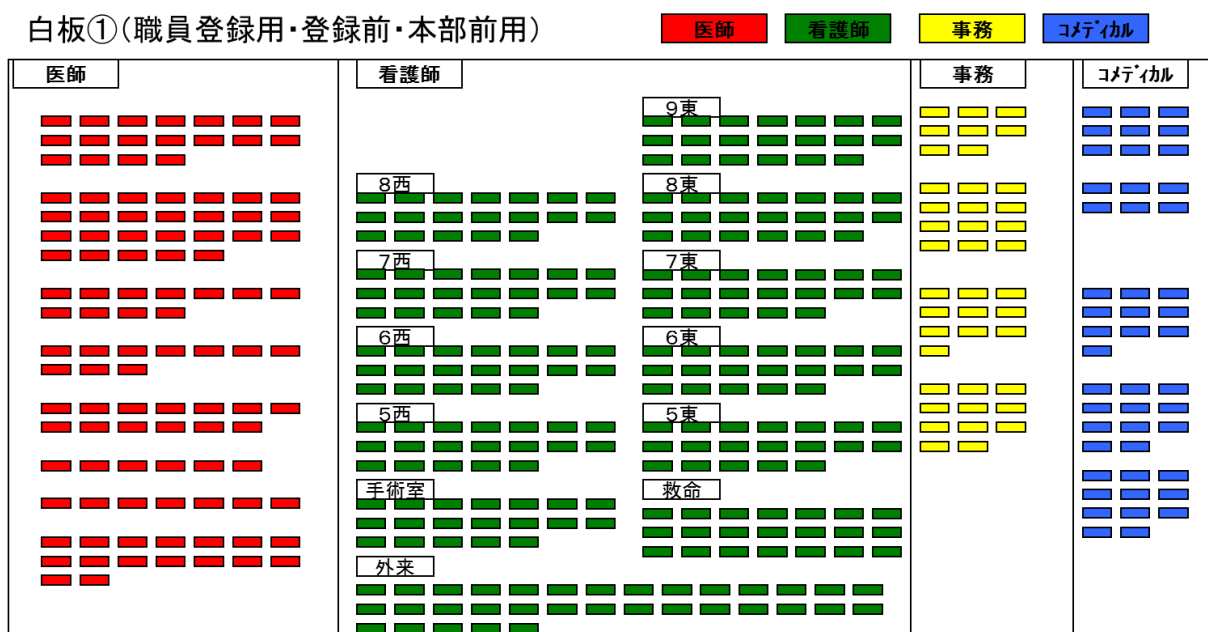 白板①(職員登録用・登録前・本部前用)
医師 看護師 事務 ｺﾒﾃﾞｨｶﾙ
医師 看護師 事務 ｺﾒﾃﾞｨｶﾙ
9東
8西 8東
7西 7東
6西 6東
5西 5東
手術室 救命
外来